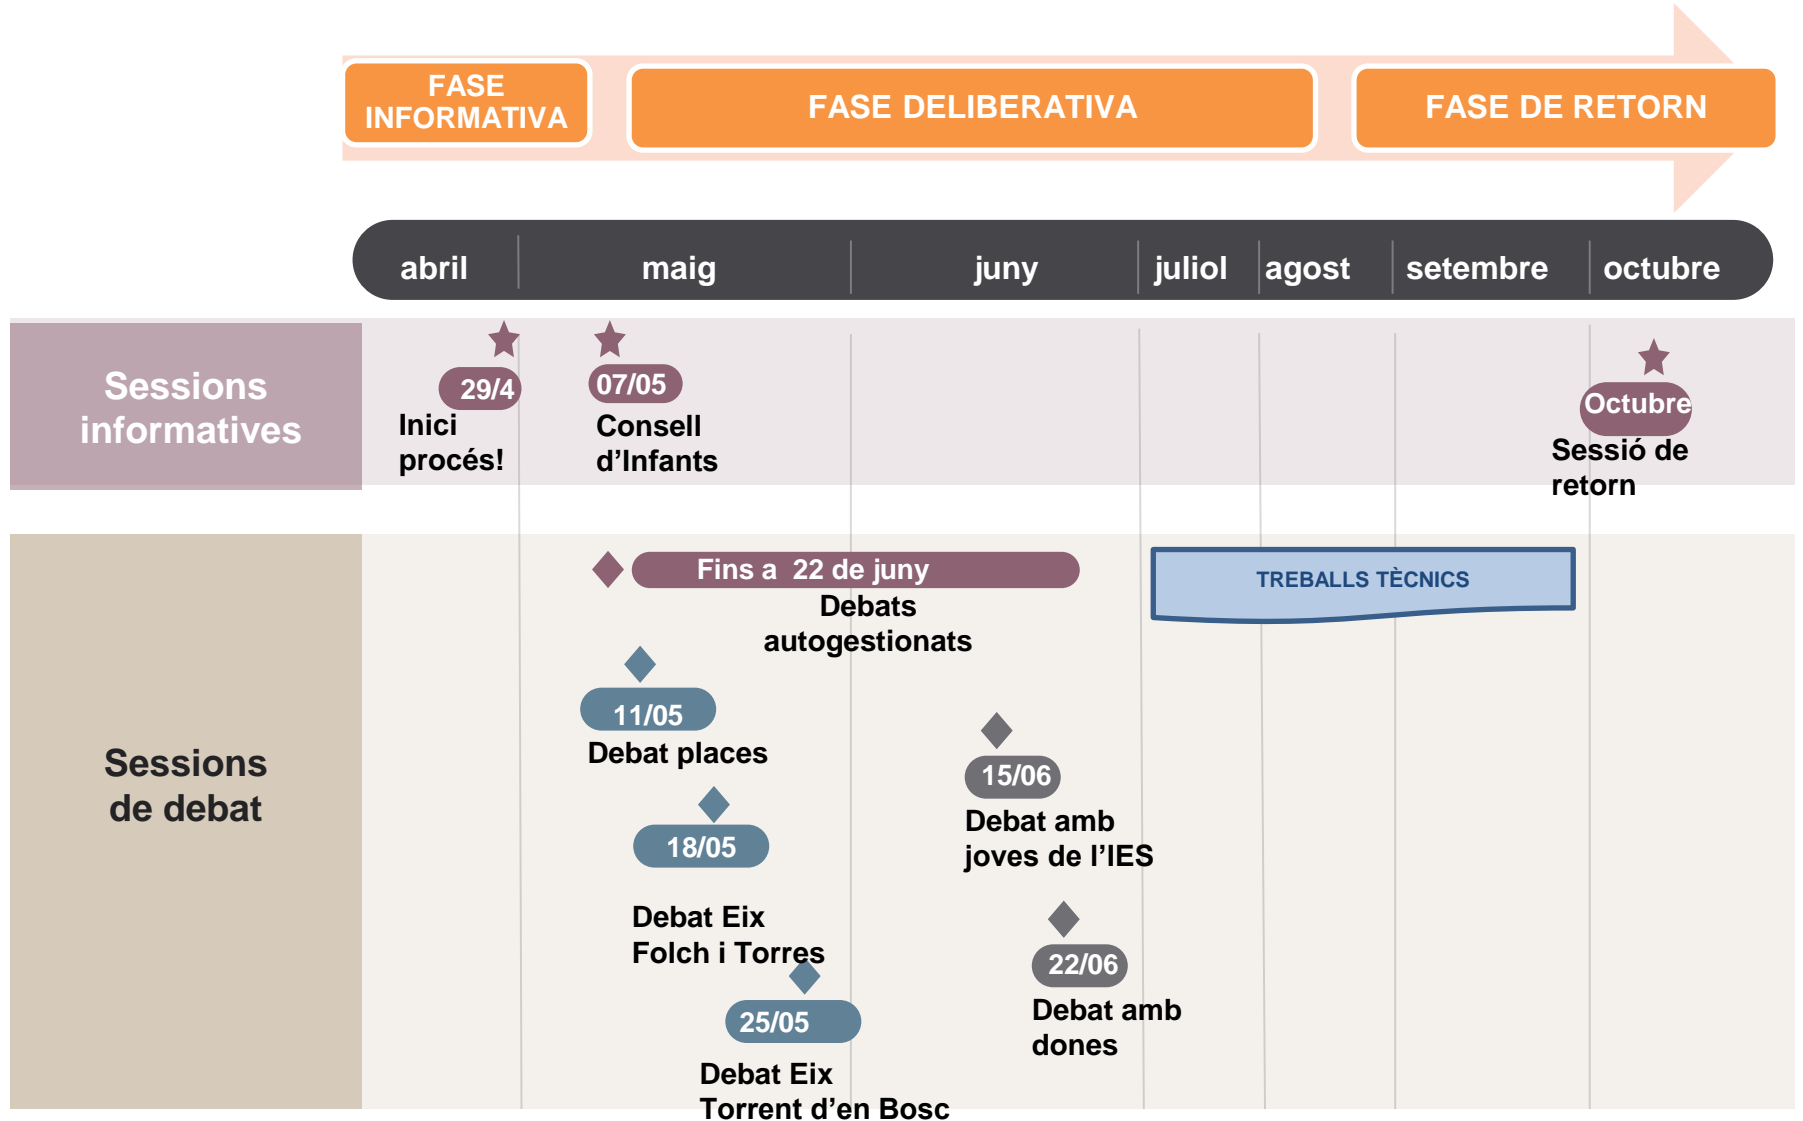 FASE
INFORMATIVA
FASE DELIBERATIVA
FASE DE RETORN
abril
maig
juny
juliol
agost
setembre
octubre
Sessions
informatives
29/4
Inici
procés!
07/05
Consell
d’Infants
Octubre
Sessió de
retorn
Sessions
de debat
Fins a 22 de juny
Debats
autogestionats
TREBALLS TÈCNICS
11/05
Debat places
18/05
Debat Eix
Folch i Torres
25/05
Debat Eix
Torrent d’en Bosc
15/06
Debat amb
joves de l’IES
22/06
Debat amb
dones